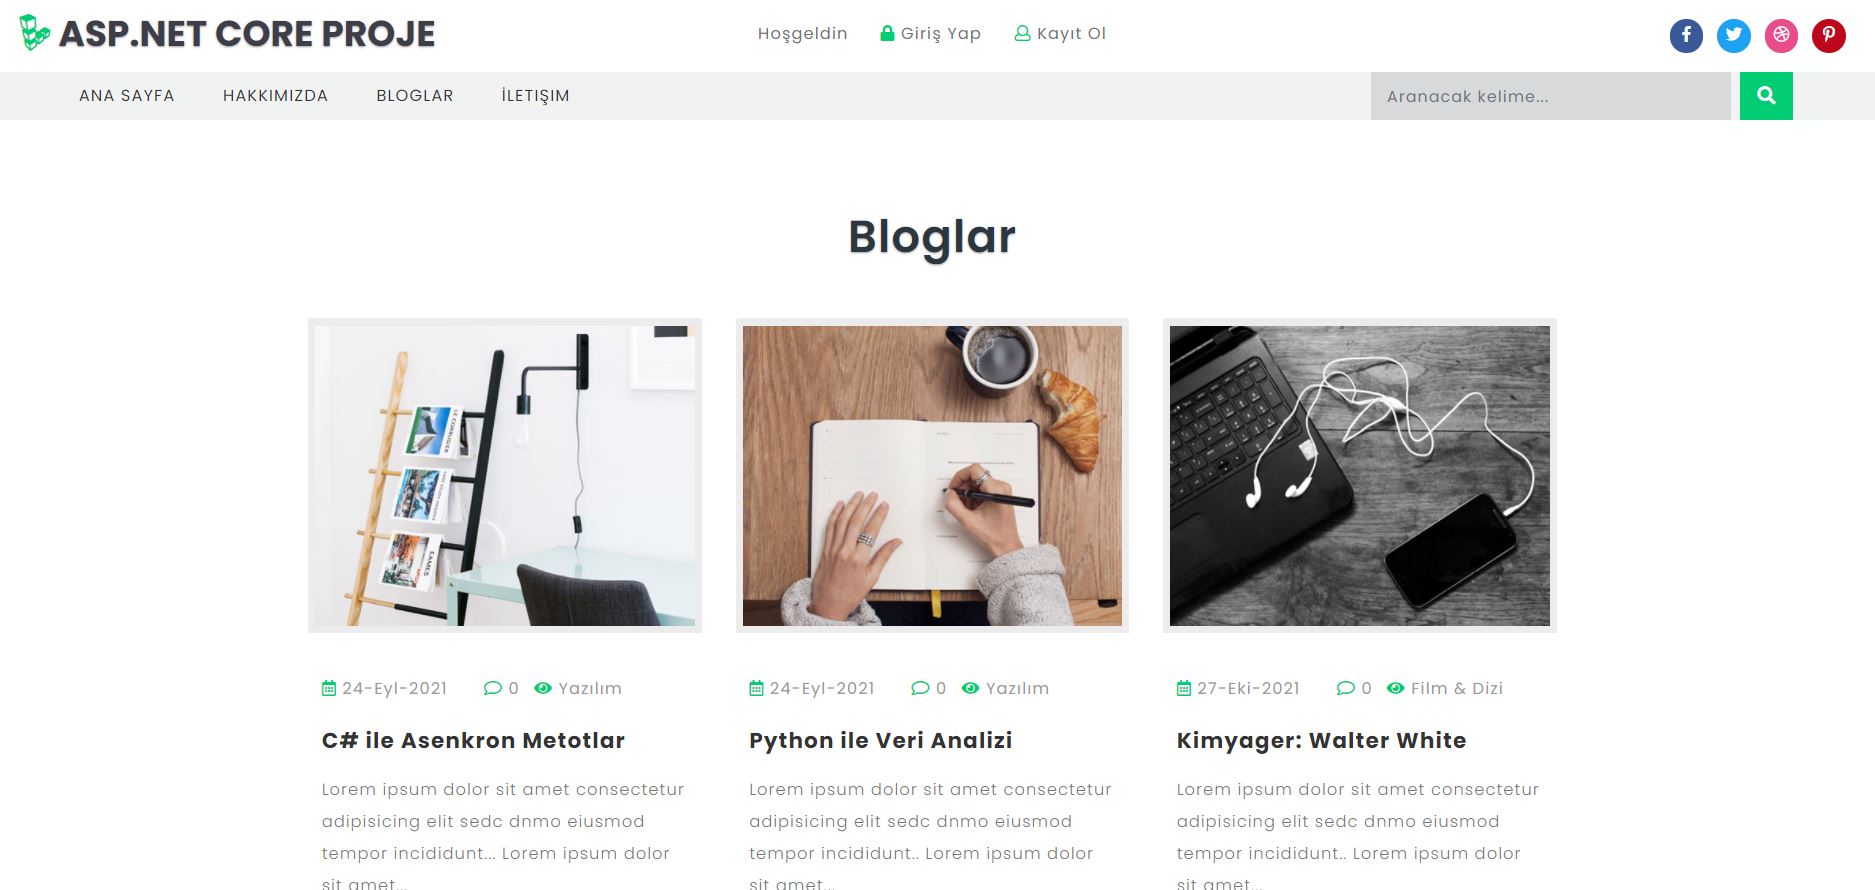 ASP.NET CORE PROJE
Hoşgeldin
Giriş Yap
Kayıt Ol
ANA SAYFA
HAKKIMIZDA
BLOGLAR
İLETIŞIM
Aranacak kelime...
Bloglar
LE CORBUSIER
EAMES
24-Eyl-2021
0
Yazılım
C# ile Asenkron Metotlar
Lorem ipsum dolor sit amet consectetur
adipisicing elit sedc dnmo eiusmod
tempor incididunt... Lorem ipsum dolor
sit amet...
24-Eyl-2021
0
Yazılım
Python ile Veri Analizi
Lorem ipsum dolor sit amet consectetur
adipisicing elit sedc dnmo eiusmod
tempor incididunt.. Lorem ipsum dolor
sit amet...
27-Eki-2021
0
Film & Dizi
Kimyager: Walter White
Lorem ipsum dolor sit amet consectetur
adipisicing elit sedc dnmo eiusmod
tempor incididunt.. Lorem ipsum dolor
sit amet...